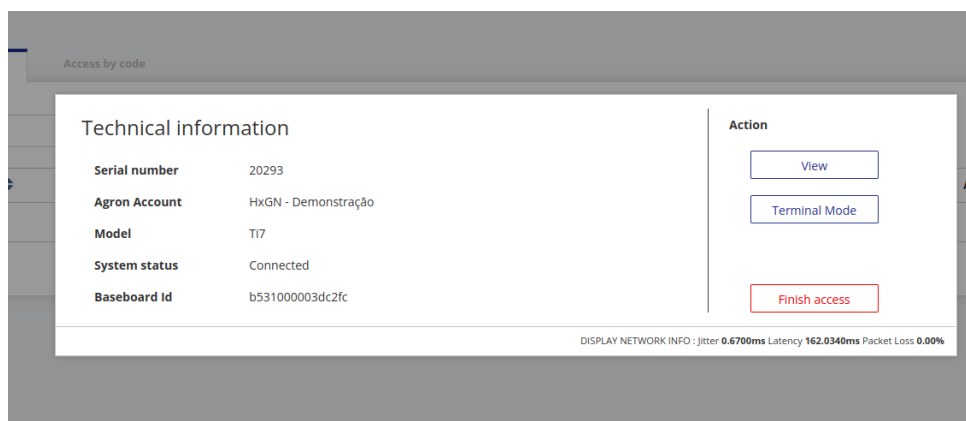 Access by code
Technical information
Serial number 20293
Agron Account HxGN - Demonstração
Model Ti7
System status Connected
Baseboard Id b531000003dc2fc
Action
View
Terminal Mode
Finish access
DISPLAY NETWORK INFO : Jitter 0.6700ms Latency 162.0340ms Packet Loss 0.00%